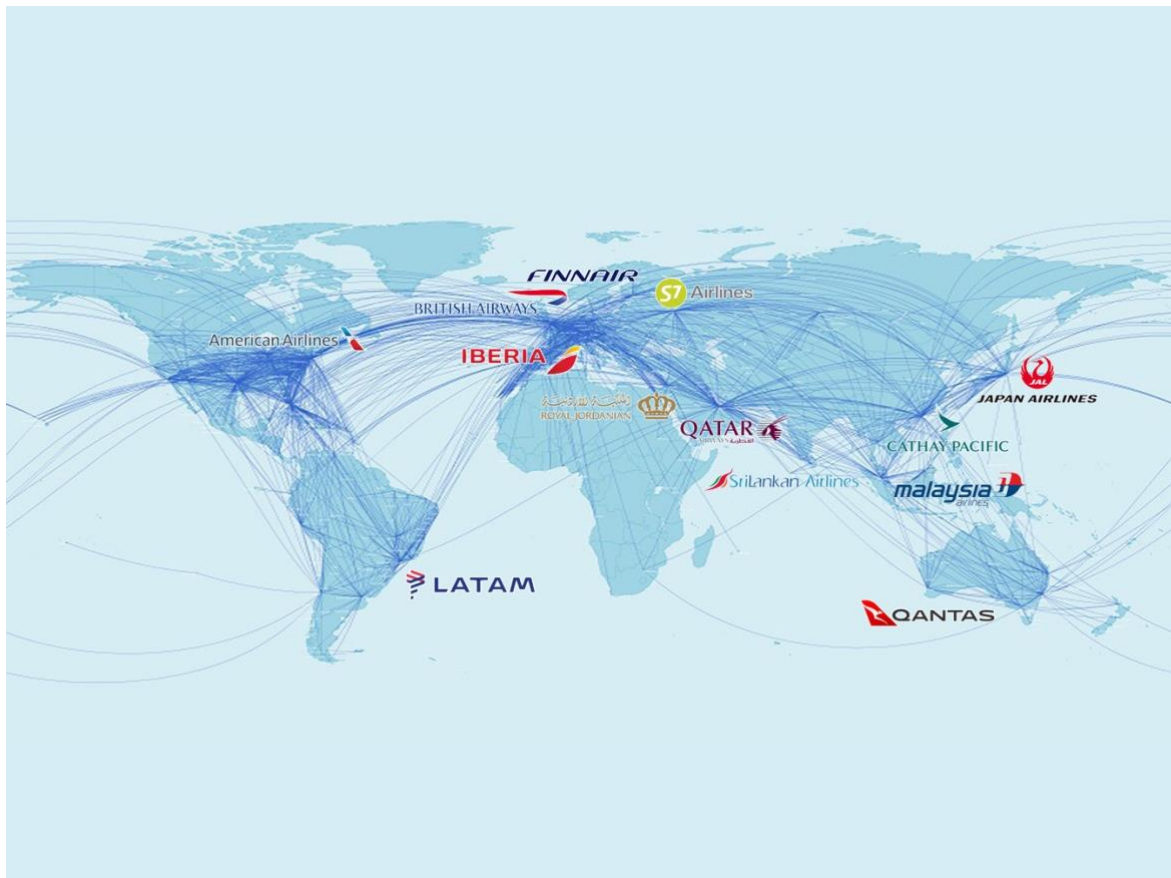 FINNAIR
S7 Airlines
BRITISH AIRWAYS
American Airlines
IBERIA
JAL
JAPAN AIRLINES
ROYAL JORDANIAN
QATAR
AIRWAYS القطرية
CATHAY PACIFIC
SriLankan Airlines
malaysia
airlines
LATAM
QANTAS